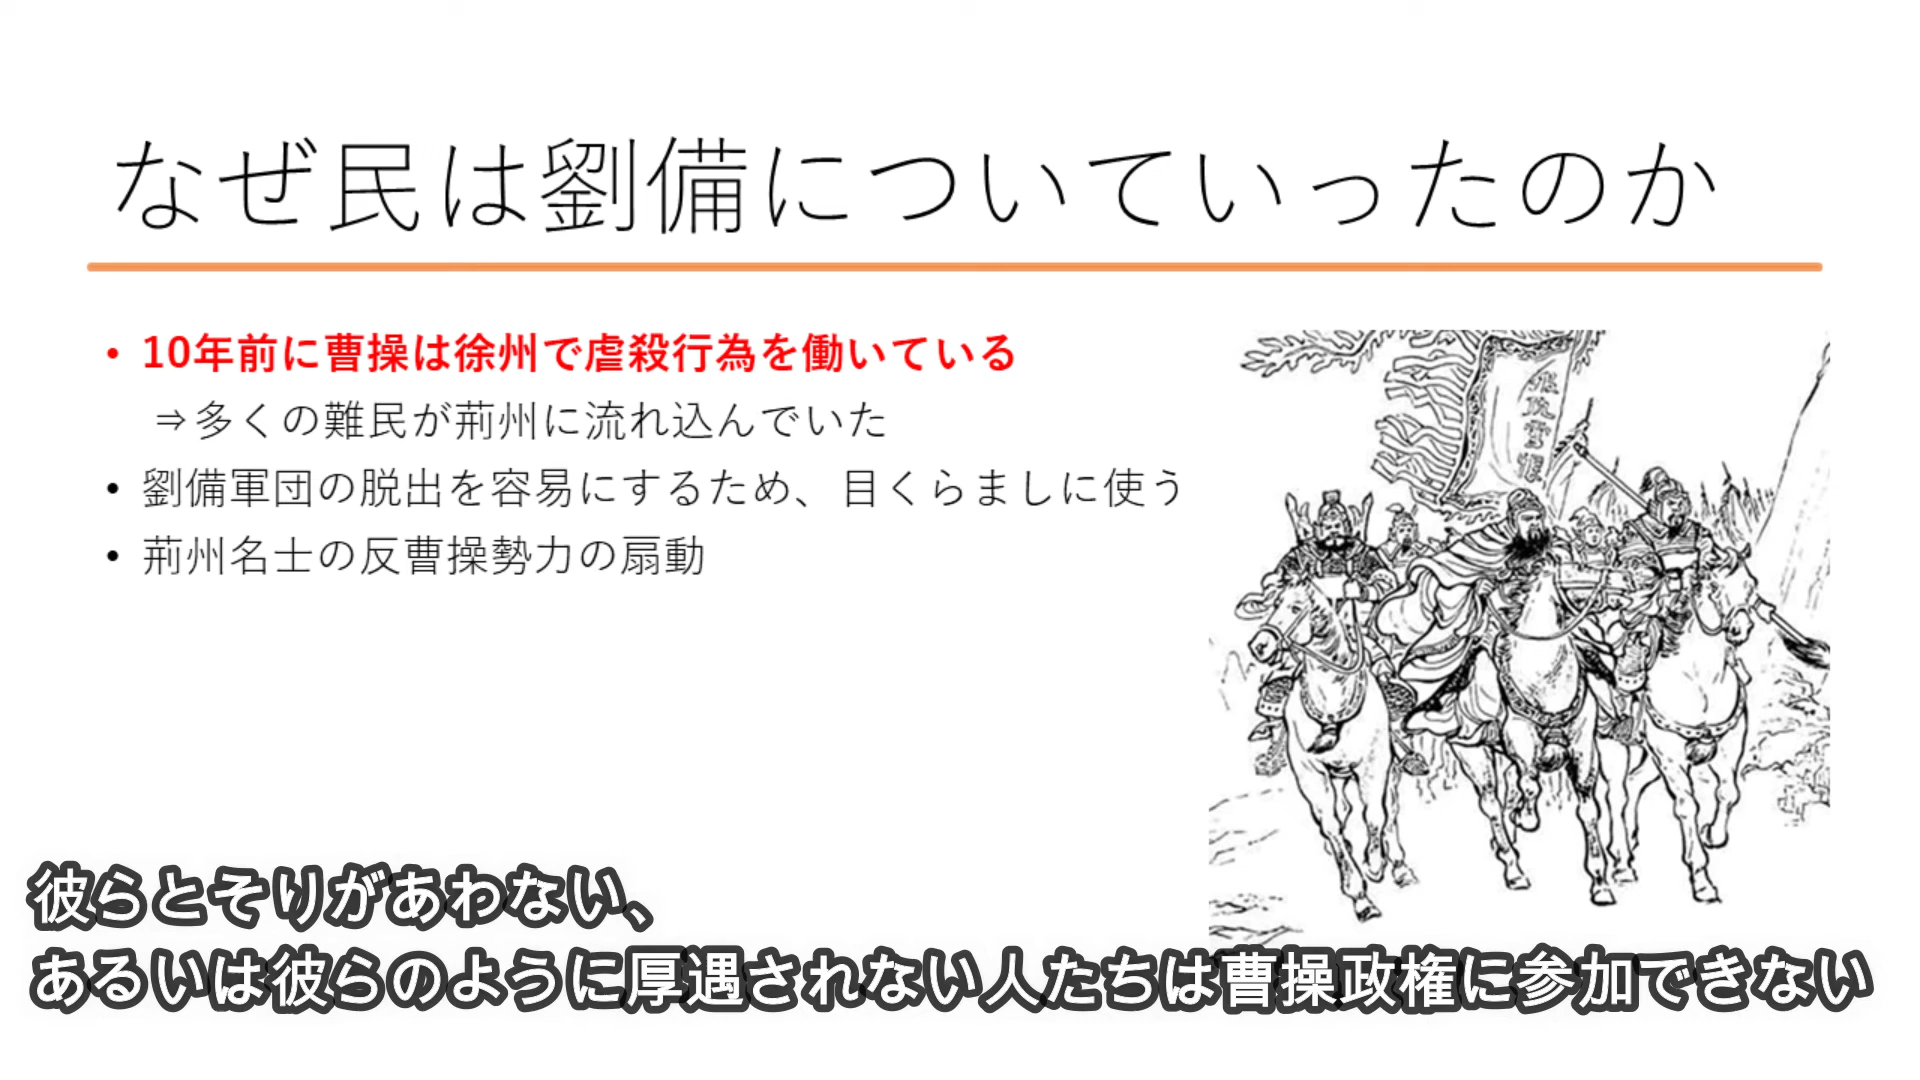 なぜ民は劉備についていったのか
• 10年前に曹操は徐州で虐殺行為を働いている
⇒多くの難民が荊州に流れ込んでいた
• 劉備軍団の脱出を容易にするため、目くらましに使う
• 荊州名士の反曹操勢力の扇動
彼らとそりがあわない、
あるいは彼らのように厚遇されない人たちは曹操政権に参加できない